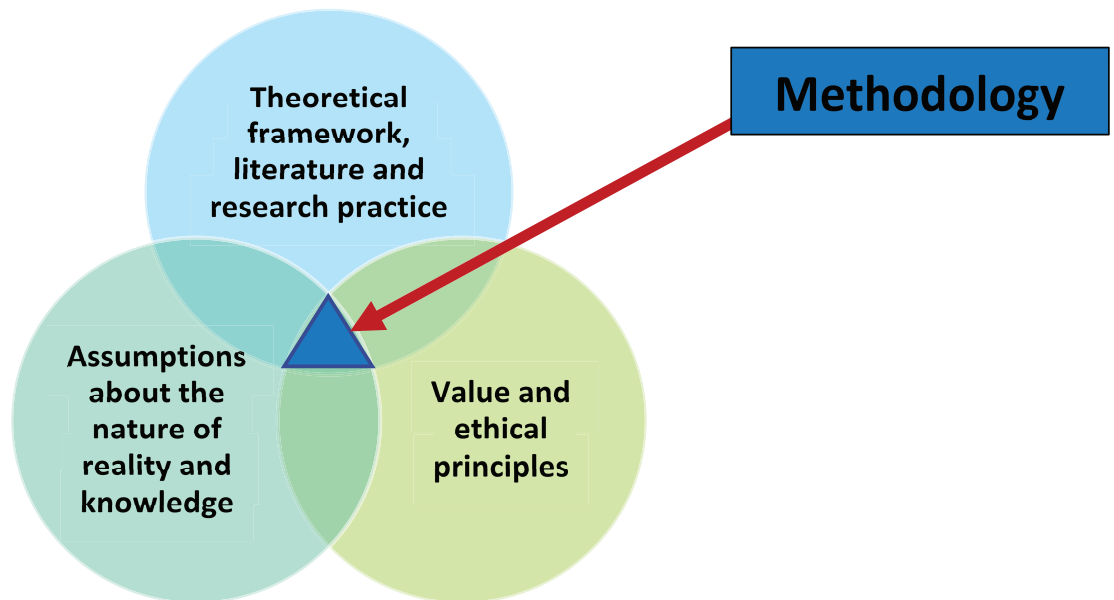 Theoretical
framework,
literature and
research practice
Methodology
Assumptions
about the
nature of
reality and
knowledge
Value and
ethical
principles